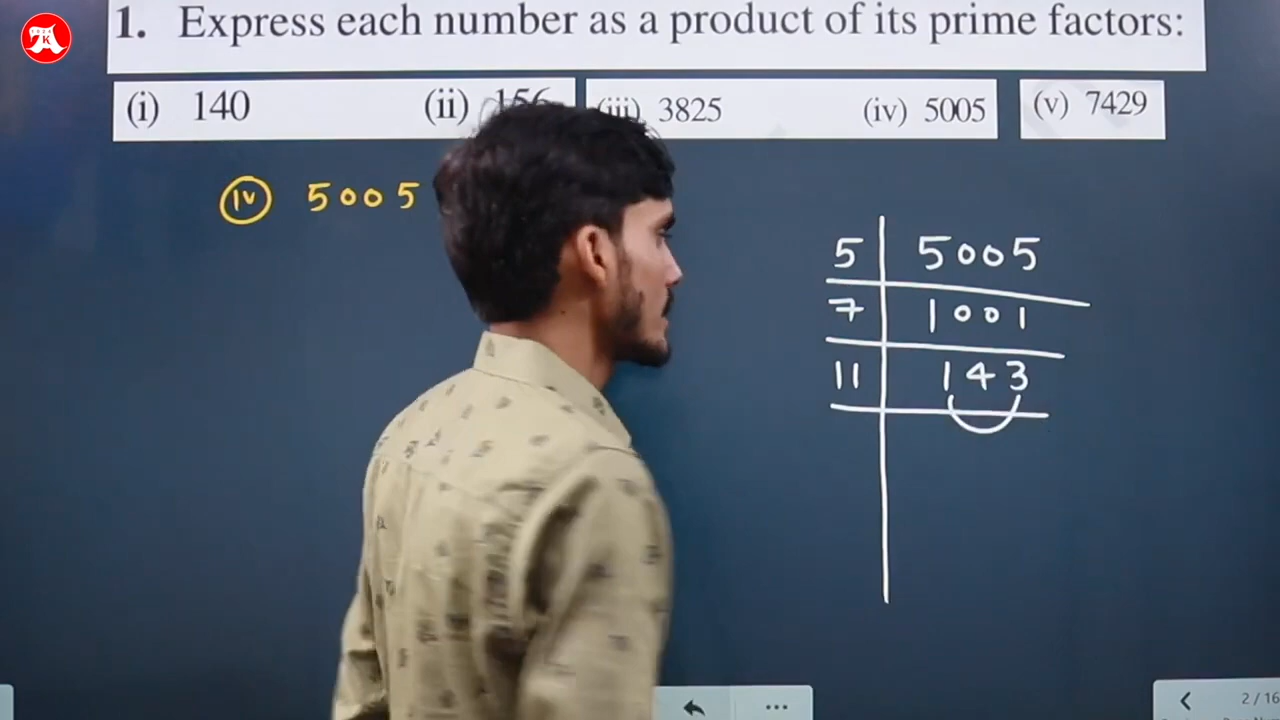 1. Express each number as a product of its prime factors:
(i) 140 (ii) 156 (iii) 3825 (iv) 5005 (v) 7429
(iv) 5005
5 5005
7 1001
11 143
2 / 16